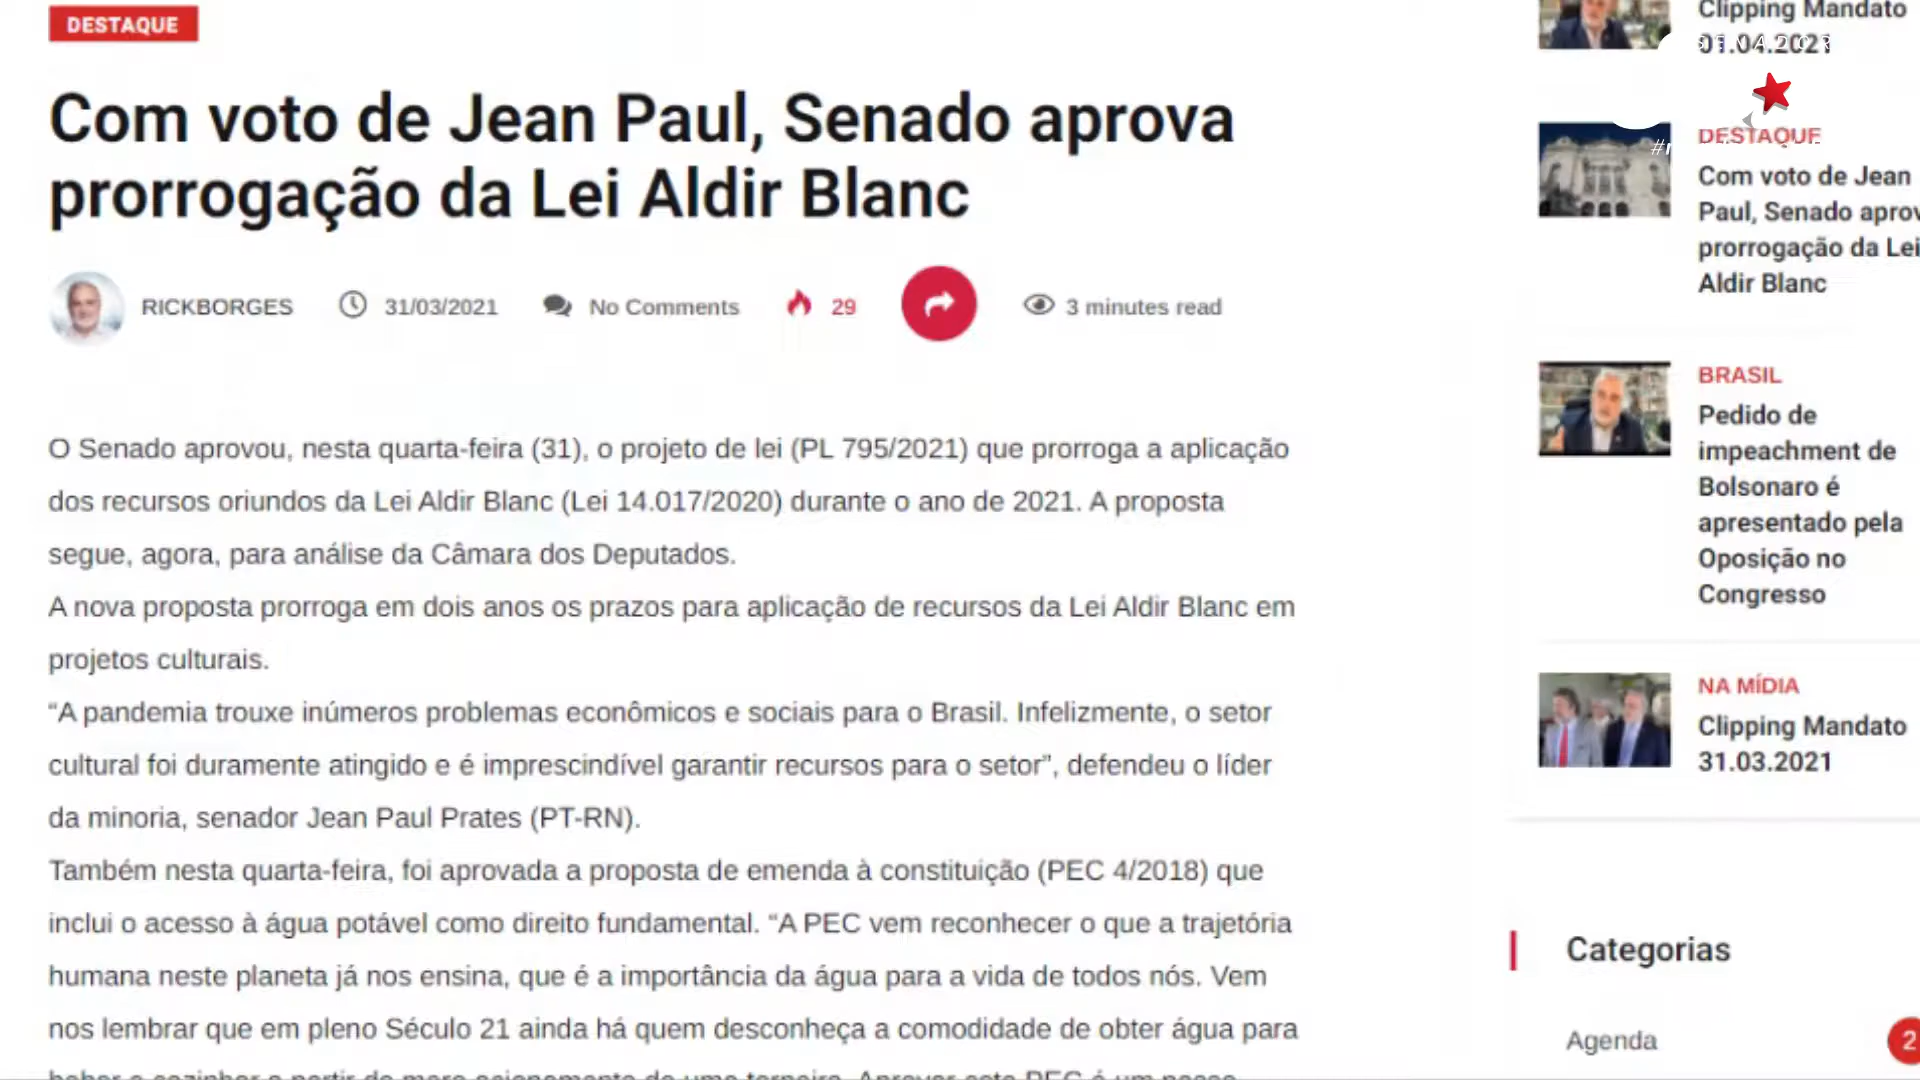 DESTAQUE
Com voto de Jean Paul, Senado aprova
prorrogação da Lei Aldir Blanc
RICKBORGES 31/03/2021 No Comments 29 3 minutes read
O Senado aprovou, nesta quarta-feira (31), o projeto de lei (PL 795/2021) que prorroga a aplicação
dos recursos oriundos da Lei Aldir Blanc (Lei 14.017/2020) durante o ano de 2021. A proposta
segue, agora, para análise da Câmara dos Deputados.
A nova proposta prorroga em dois anos os prazos para aplicação de recursos da Lei Aldir Blanc em
projetos culturais.
“A pandemia trouxe inúmeros problemas econômicos e sociais para o Brasil. Infelizmente, o setor
cultural foi duramente atingido e é imprescindível garantir recursos para o setor”, defendeu o líder
da minoria, senador Jean Paul Prates (PT-RN).
Também nesta quarta-feira, foi aprovada a proposta de emenda à constituição (PEC 4/2018) que
inclui o acesso à água potável como direito fundamental. “A PEC vem reconhecer o que a trajetória
humana neste planeta já nos ensina, que é a importância da água para a vida de todos nós. Vem
nos lembrar que em pleno Século 21 ainda há quem desconheça a comodidade de obter água para
Clipping Mandato
01.04.2021
SENADOR
DESTAQUE
Com voto de Jean
Paul, Senado aprov
prorrogação da Lei
Aldir Blanc
BRASIL
Pedido de
impeachment de
Bolsonaro é
apresentado pela
Oposição no
Congresso
NA MÍDIA
Clipping Mandato
31.03.2021
Categorias
Agenda 2